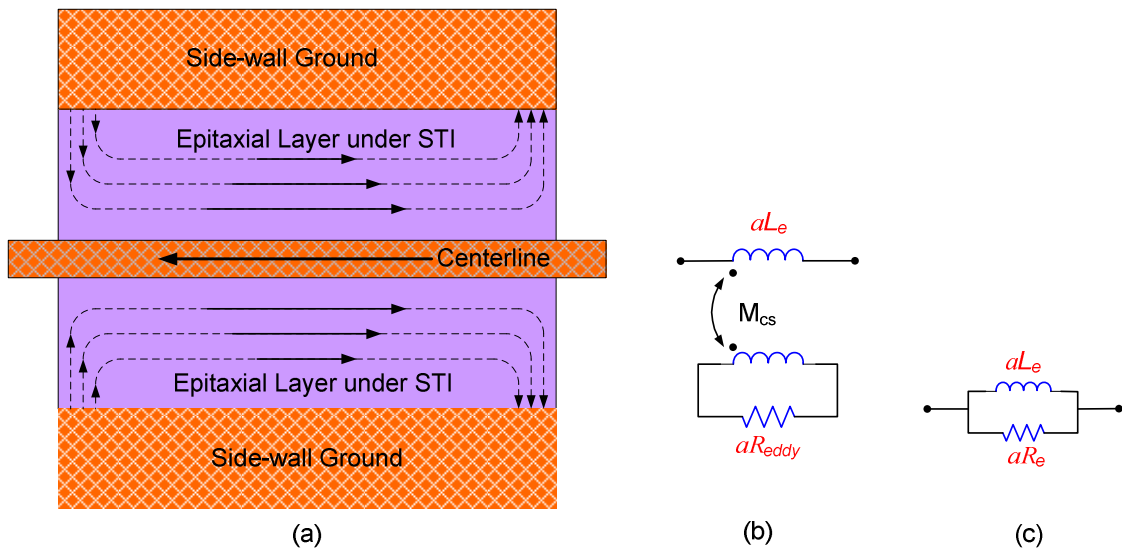 Side-wall Ground
Epitaxial Layer under STI
Centerline
Epitaxial Layer under STI
Side-wall Ground
(a)
aLe
Mcs
aReddy
(b)
aLe
aRe
(c)